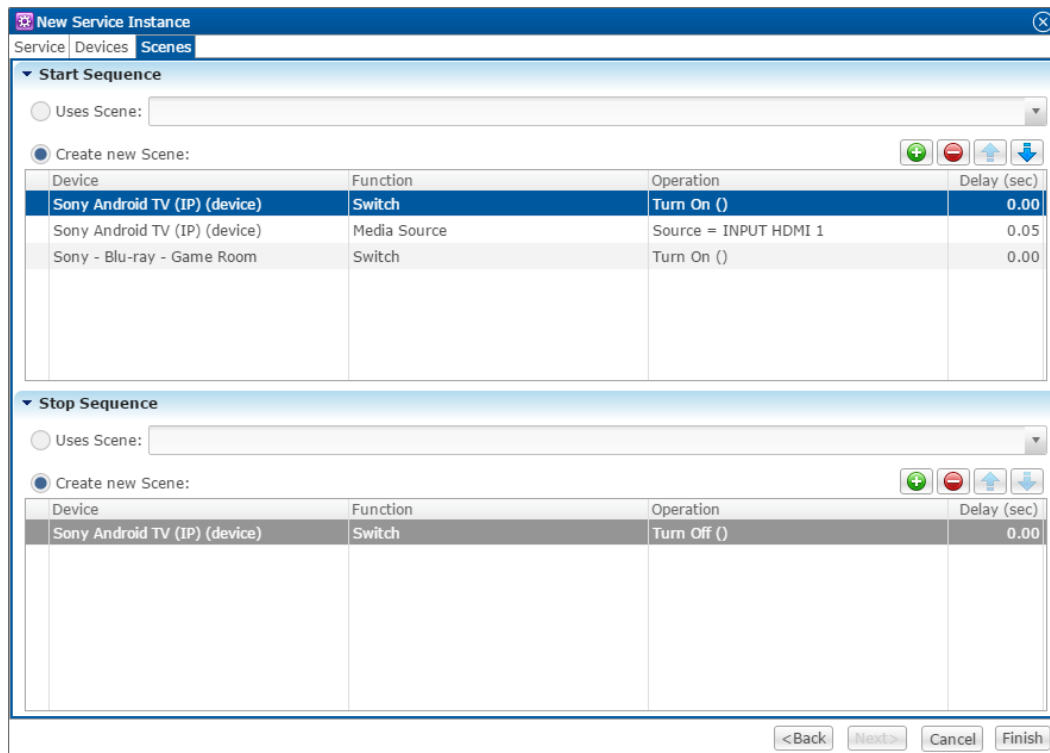 New Service Instance
Service Devices Scenes
Start Sequence
Uses Scene:
Create new Scene:
Device Function Operation Delay (sec)
Sony Android TV (IP) (device) Switch Turn On () 0.00
Sony Android TV (IP) (device) Media Source Source = INPUT HDMI 1 0.05
Sony - Blu-ray - Game Room Switch Turn On () 0.00
Stop Sequence
Uses Scene:
Create new Scene:
Device Function Operation Delay (sec)
Sony Android TV (IP) (device) Switch Turn Off () 0.00
<Back Next> Cancel Finish